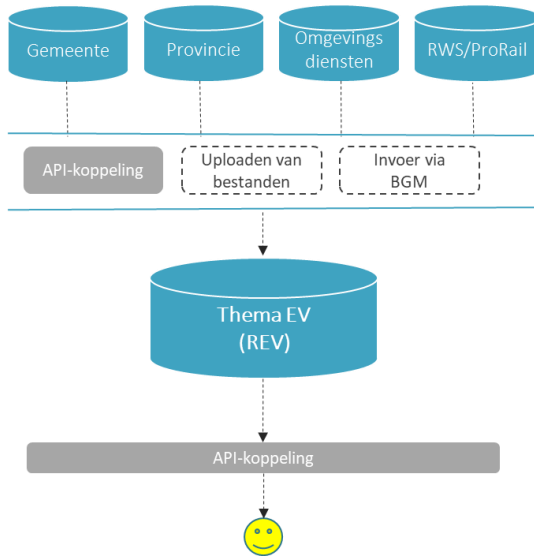 Gemeente
Provincie
Omgevings
diensten
RWS/ProRail
API-koppeling
Uploaden van
bestanden
Invoer via
BGM
Thema EV
(REV)
API-koppeling